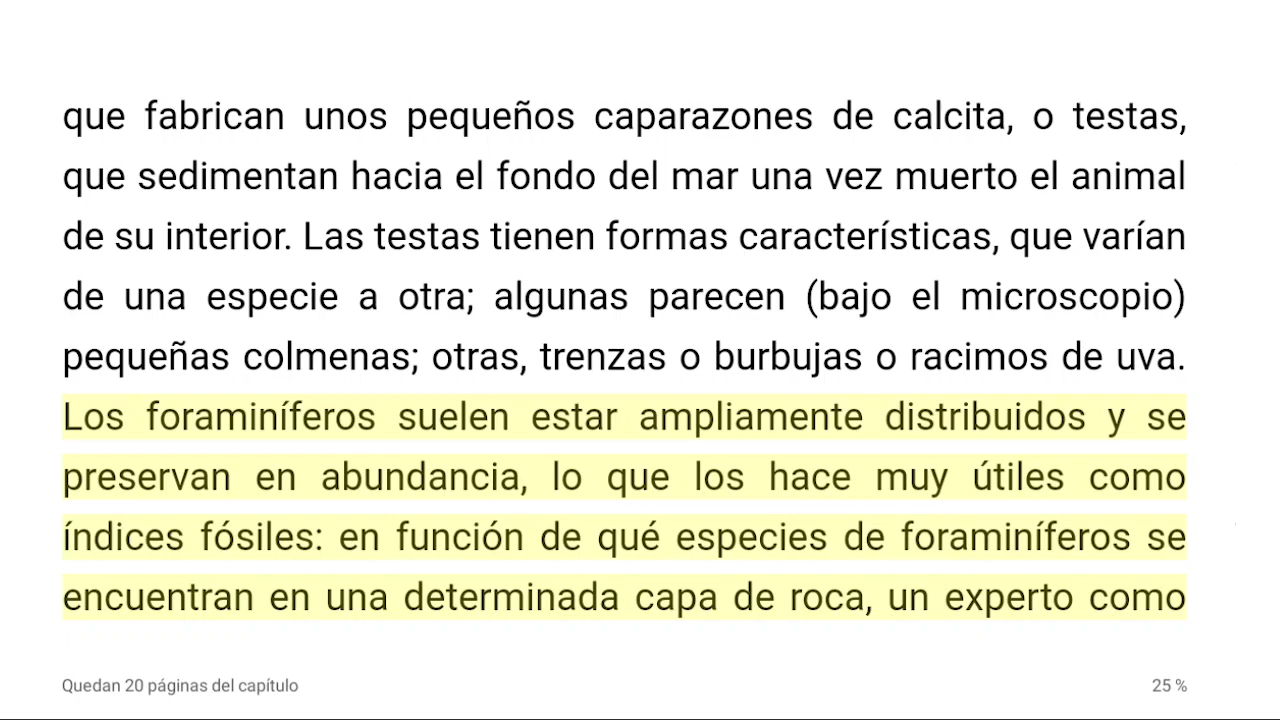 que fabrican unos pequeños caparazones de calcita, o testas,
que sedimentan hacia el fondo del mar una vez muerto el animal
de su interior. Las testas tienen formas características, que varían
de una especie a otra; algunas parecen (bajo el microscopio)
pequeñas colmenas; otras, trenzas o burbujas o racimos de uva.
Los foraminíferos suelen estar ampliamente distribuidos y se
preservan en abundancia, lo que los hace muy útiles como
índices fósiles: en función de qué especies de foraminíferos se
encuentran en una determinada capa de roca, un experto como
Quedan 20 páginas del capítulo
25 %